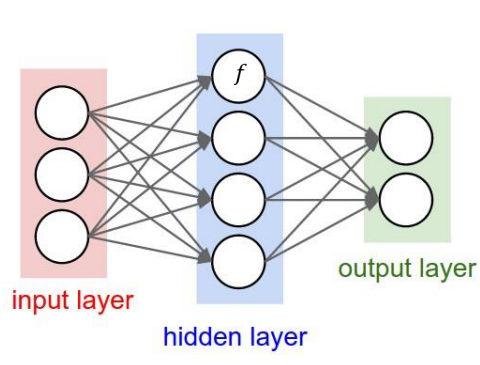 f
input layer
hidden layer
output layer